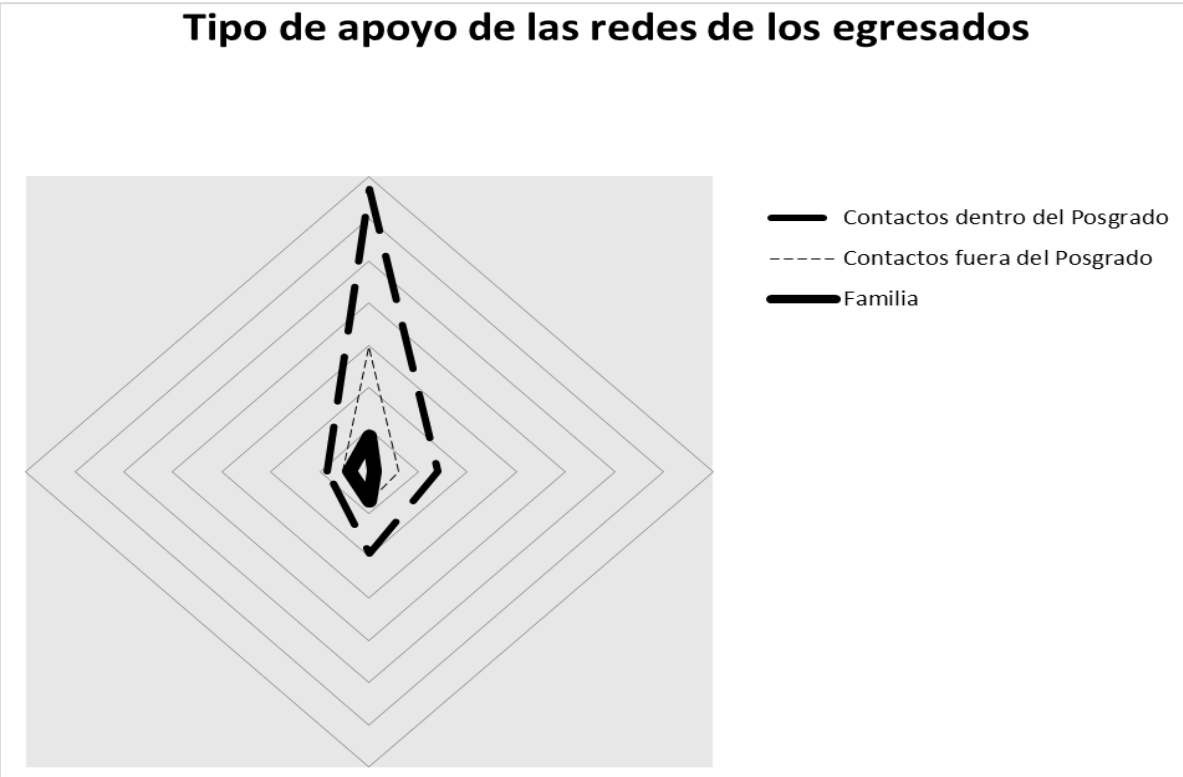 Tipo de apoyo de las redes de los egresados
Contactos dentro del Posgrado
Contactos fuera del Posgrado
Familia